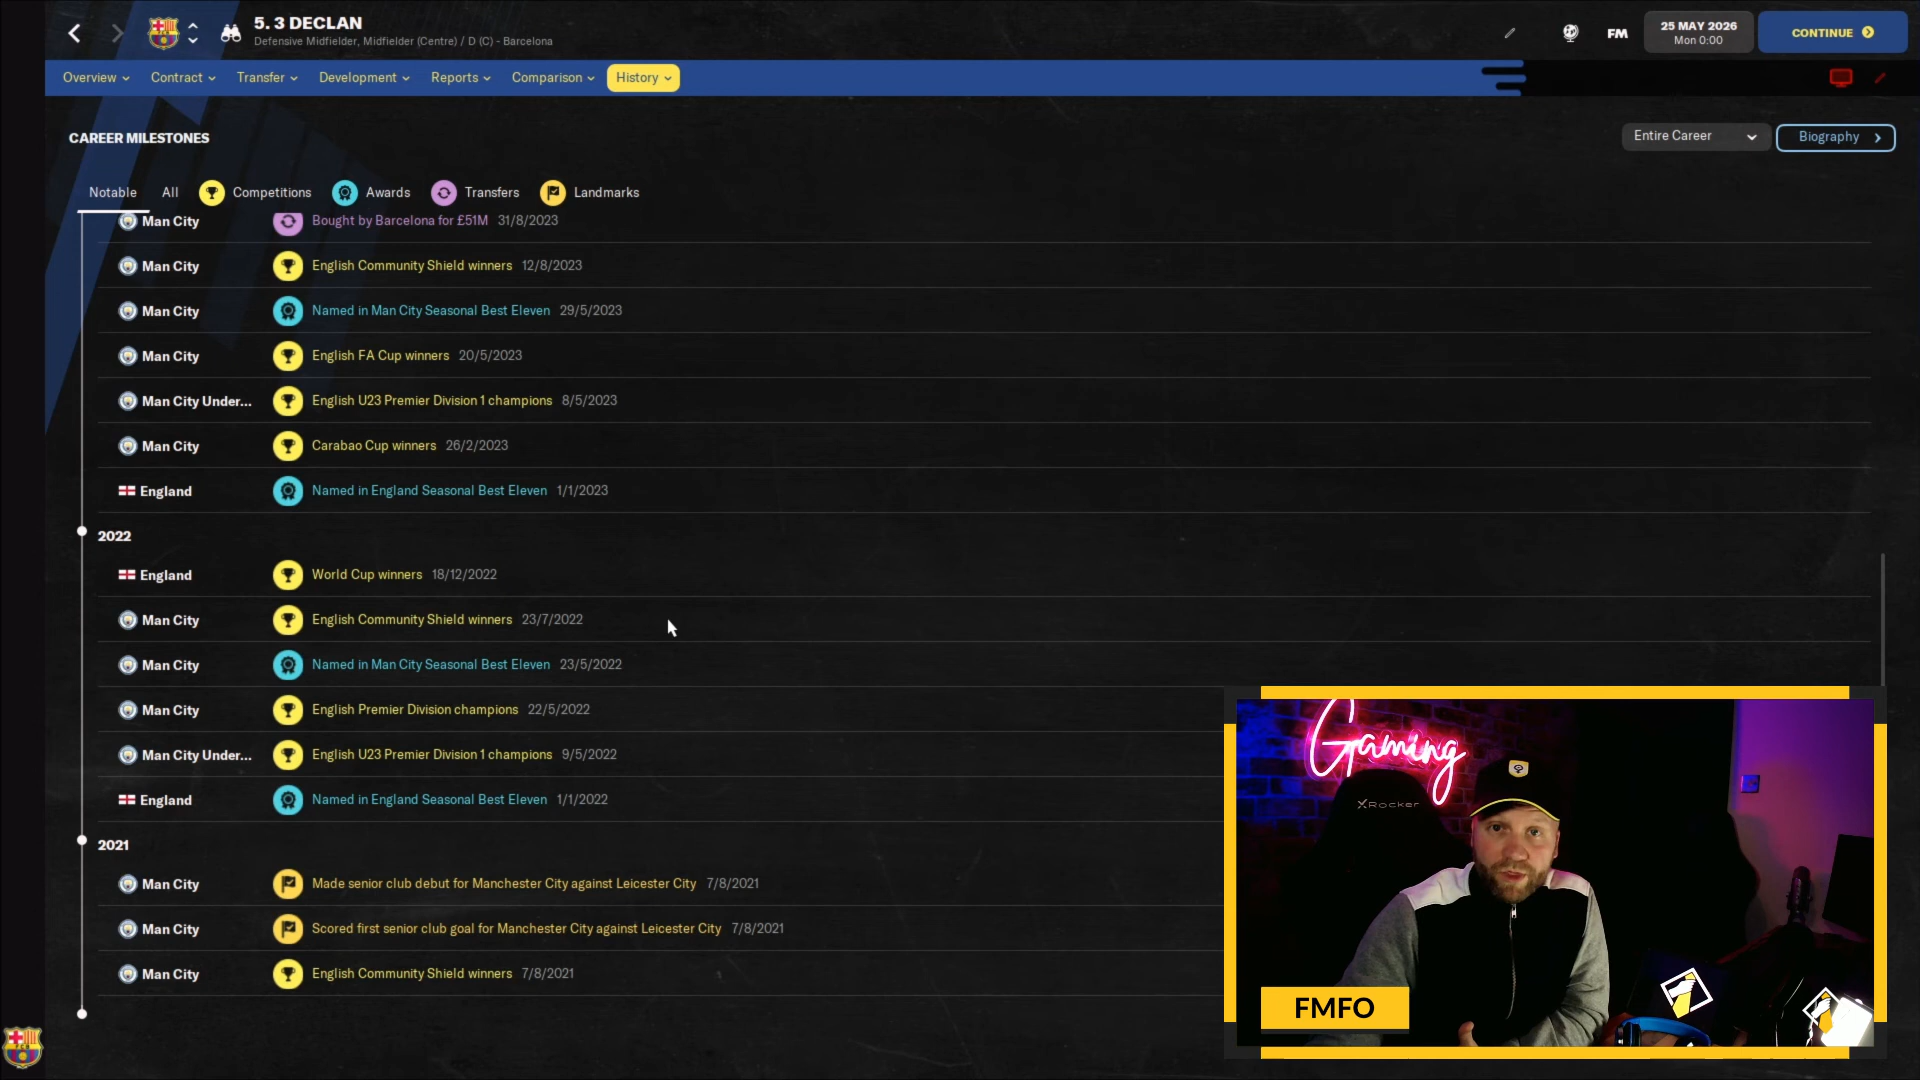 5. 3 DECLAN
Defensive Midfielder, Midfielder (Centre) / D (C) - Barcelona
FM
25 MAY 2026
Mon 0:00
CONTINUE
Overview
Contract
Transfer
Development
Reports
Comparison
History
CAREER MILESTONES
Entire Career
Biography
Notable
All
Competitions
Awards
Transfers
Landmarks
Man City Bought by Barcelona for £51M 31/8/2023
Man City English Community Shield winners 12/8/2023
Man City Named in Man City Seasonal Best Eleven 29/5/2023
Man City English FA Cup winners 20/5/2023
Man City Under... English U23 Premier Division 1 champions 8/5/2023
Man City Carabao Cup winners 26/2/2023
England Named in England Seasonal Best Eleven 1/1/2023
2022
England World Cup winners 18/12/2022
Man City English Community Shield winners 23/7/2022
Man City Named in Man City Seasonal Best Eleven 23/5/2022
Man City English Premier Division champions 22/5/2022
Man City Under... English U23 Premier Division 1 champions 9/5/2022
England Named in England Seasonal Best Eleven 1/1/2022
2021
Man City Made senior club debut for Manchester City against Leicester City 7/8/2021
Man City Scored first senior club goal for Manchester City against Leicester City 7/8/2021
Man City English Community Shield winners 7/8/2021
Gaming
XRocker
FMFO